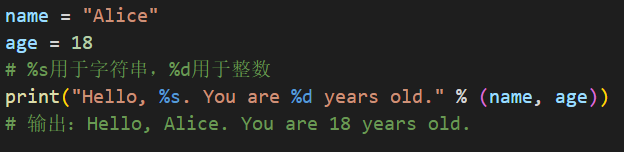 name = "Alice"
age = 18
# %s用于字符串，%d用于整数
print("Hello, %s. You are %d years old." % (name, age))
# 输出：Hello, Alice. You are 18 years old.